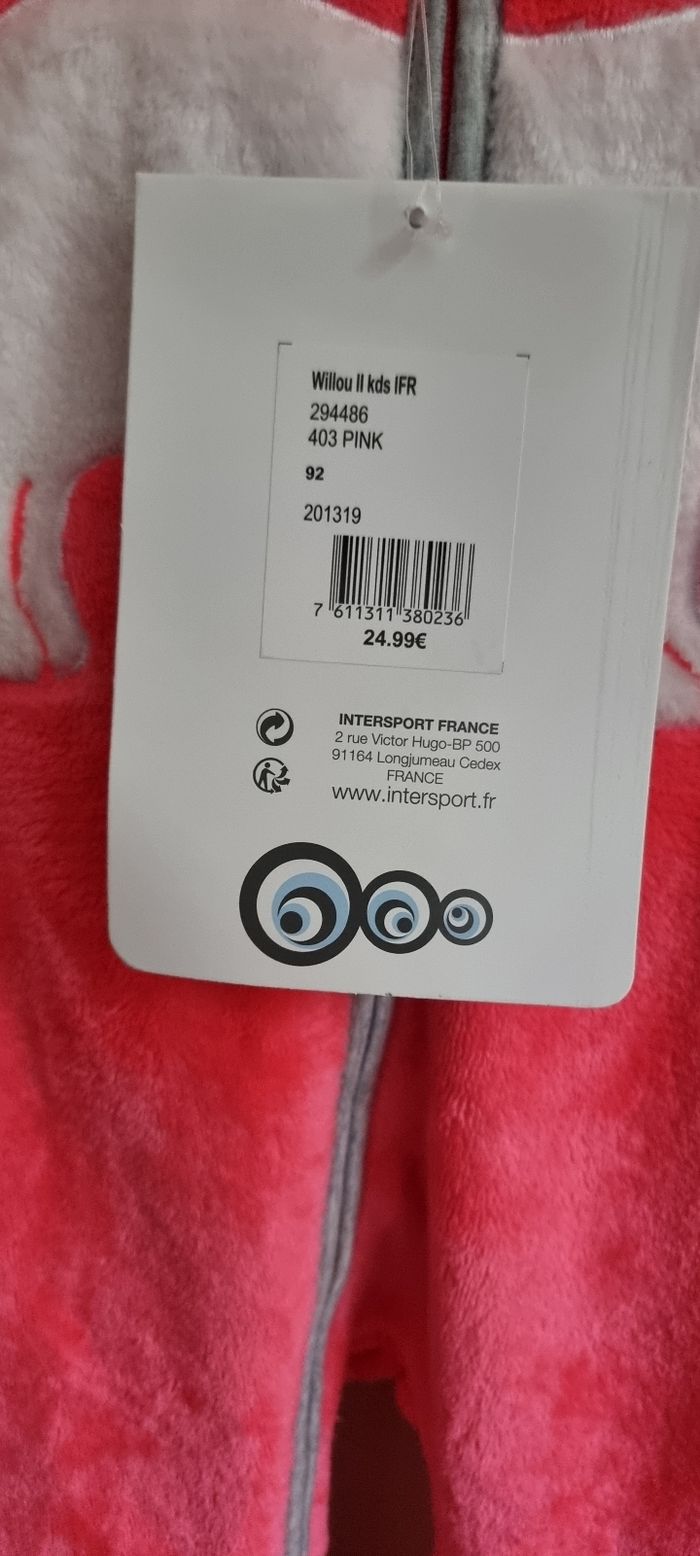 Willou II kds IFR
294486
403 PINK
92
201319
7 611311 380236
24.99€
INTERSPORT FRANCE
2 rue Victor Hugo-BP 500
91164 Longjumeau Cedex
FRANCE
www.intersport.fr